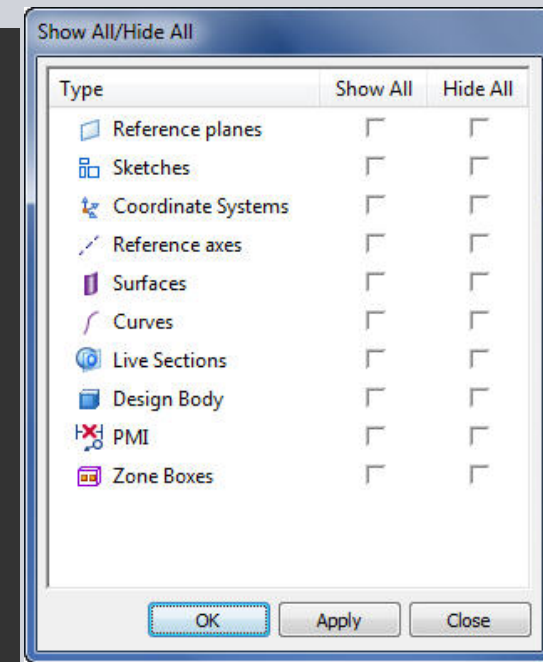 Show All/Hide All
Type Show All Hide All
Reference planes
Sketches
Coordinate Systems
Reference axes
Surfaces
Curves
Live Sections
Design Body
PMI
Zone Boxes
OK Apply Close